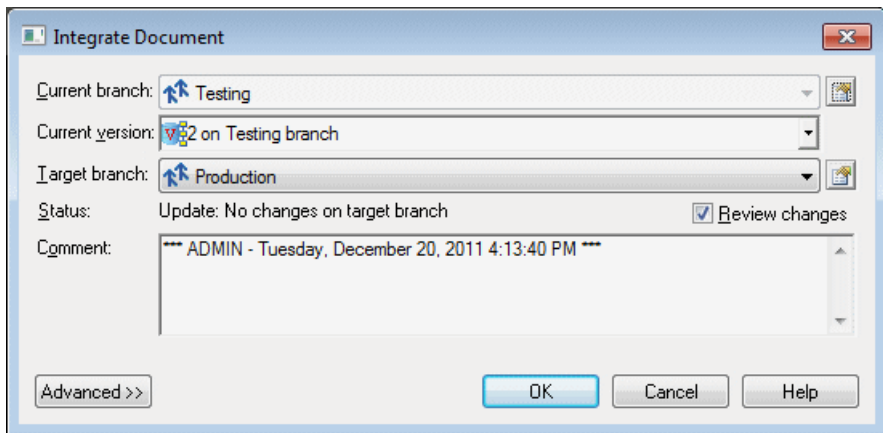 Integrate Document
Current branch: Testing
Current version: V 2 on Testing branch
Target branch: Production
Status: Update: No changes on target branch Review changes
Comment: *** ADMIN - Tuesday, December 20, 2011 4:13:40 PM ***
Advanced >> OK Cancel Help